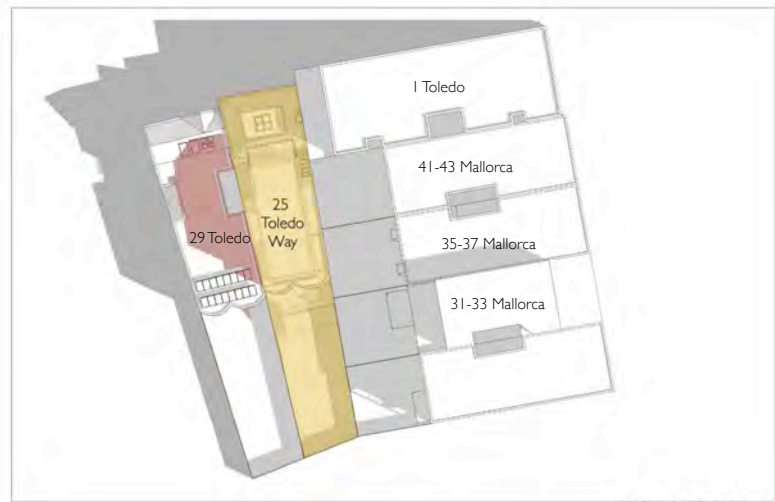 1 Toledo
41-43 Mallorca
25
Toledo
Way
29 Toledo
35-37 Mallorca
31-33 Mallorca